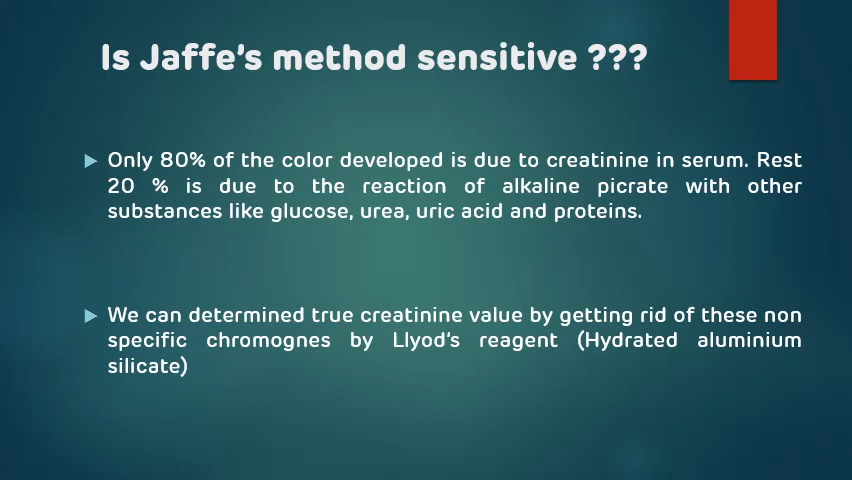 Is Jaffe's method sensitive ???
Only 80% of the color developed is due to creatinine in serum. Rest
20 % is due to the reaction of alkaline picrate with other
substances like glucose, urea, uric acid and proteins.
We can determined true creatinine value by getting rid of these non
specific chromognes by Llyod's reagent (Hydrated aluminium
silicate)